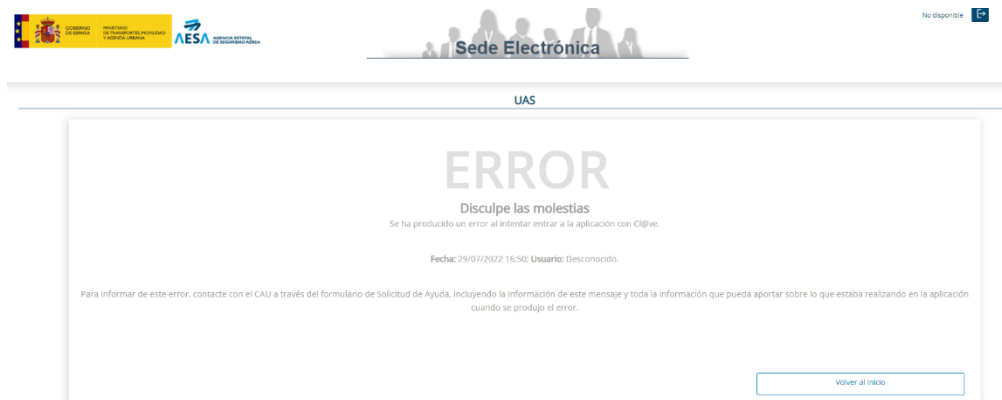 No disponible
GOBIERNO
DE ESPAÑA
MINISTERIO
DE TRANSPORTES, MOVILIDAD
Y AGENDA URBANA
AESA AGENCIA ESTATAL
DE SEGURIDAD AÉREA
Sede Electrónica
UAS
ERROR
Disculpe las molestias
Se ha producido un error al intentar entrar a la aplicación con Cl@ve.
Fecha: 29/07/2022 16:50; Usuario: Desconocido.
Para informar de este error, contacte con el CAU a través del formulario de Solicitud de Ayuda, incluyendo la información de este mensaje y toda la información que pueda aportar sobre lo que estaba realizando en la aplicación
cuando se produjo el error.
Volver al Inicio